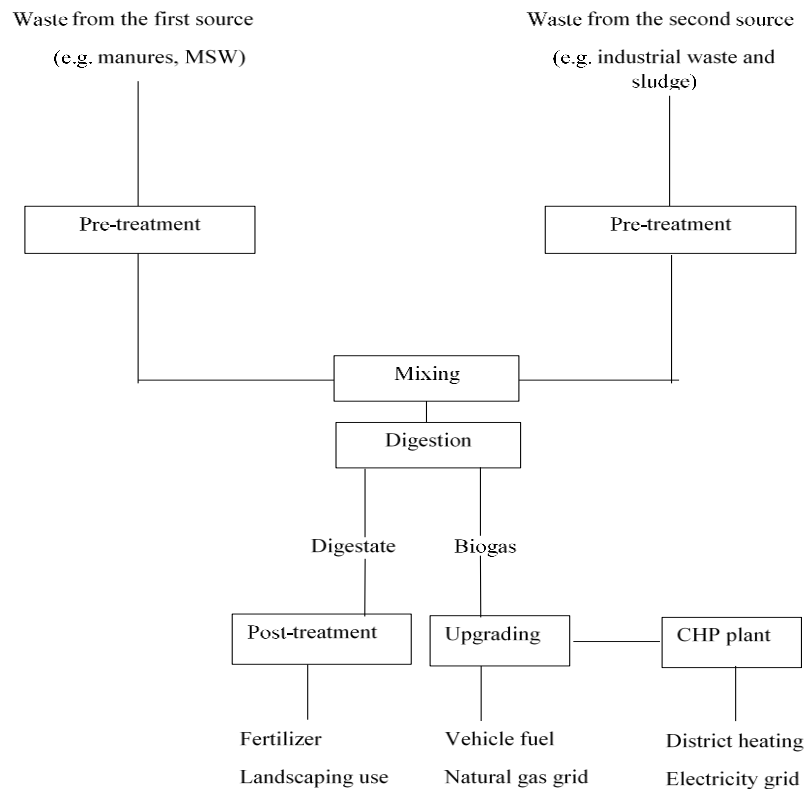 Waste from the first source
(e.g. manures, MSW)
Waste from the second source
(e.g. industrial waste and
sludge)
Pre-treatment
Pre-treatment
Mixing
Digestion
Digestate
Biogas
Post-treatment
Upgrading
CHP plant
Fertilizer
Landscaping use
Vehicle fuel
Natural gas grid
District heating
Electricity grid